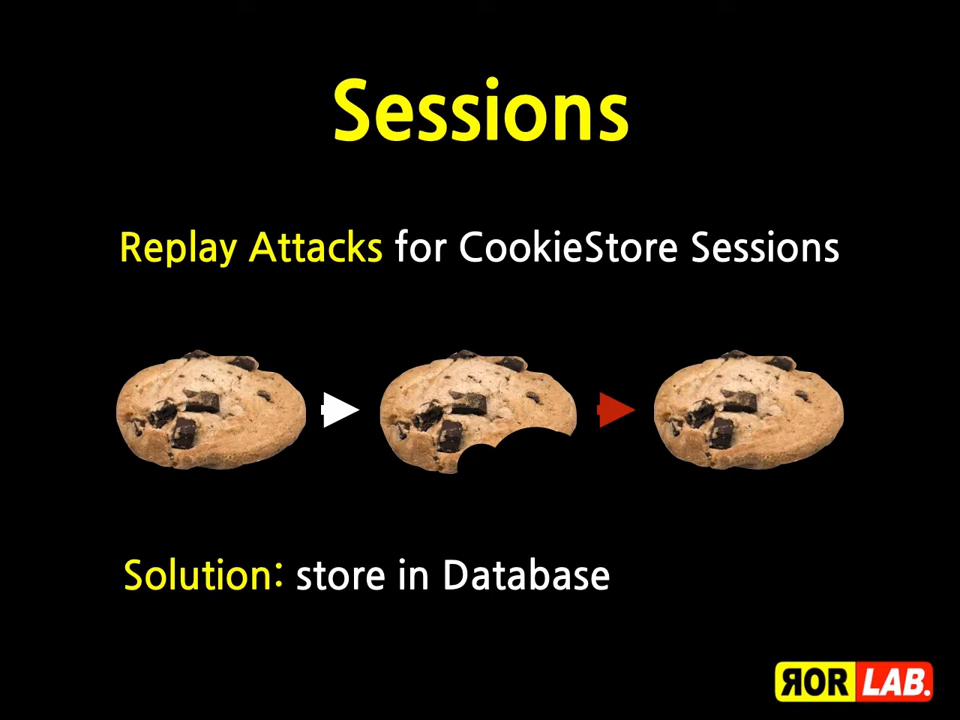 Sessions
Replay Attacks for CookieStore Sessions
Solution: store in Database
ЯOR LAB.